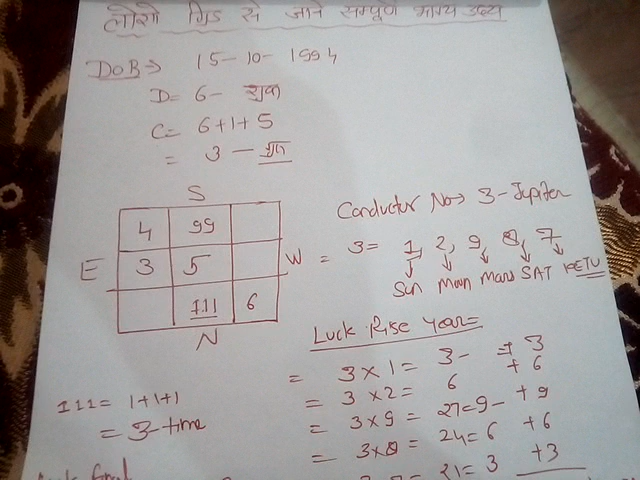 लोशो ग्रिड से जाने सम्पूर्ण भाग्य उदय
DOB⇒ 15-10-1994
D= 6- शुक्र
C= 6+1+5
= 3 - गुरु
S
4 99
E 3 5 W
111 6
N
111= 1+1+1
= 3-time
Conductor No→ 3-Jupiter
= 3= 1, 2, 9, 8, 7
Sun Moon Mars SAT KETU
Luck Rise Year=
= 3×1= 3- = 3
= 3×2= 6 +6
= 3×9= 27=9- +9
= 3×8= 24=6 +6
21=3 +3